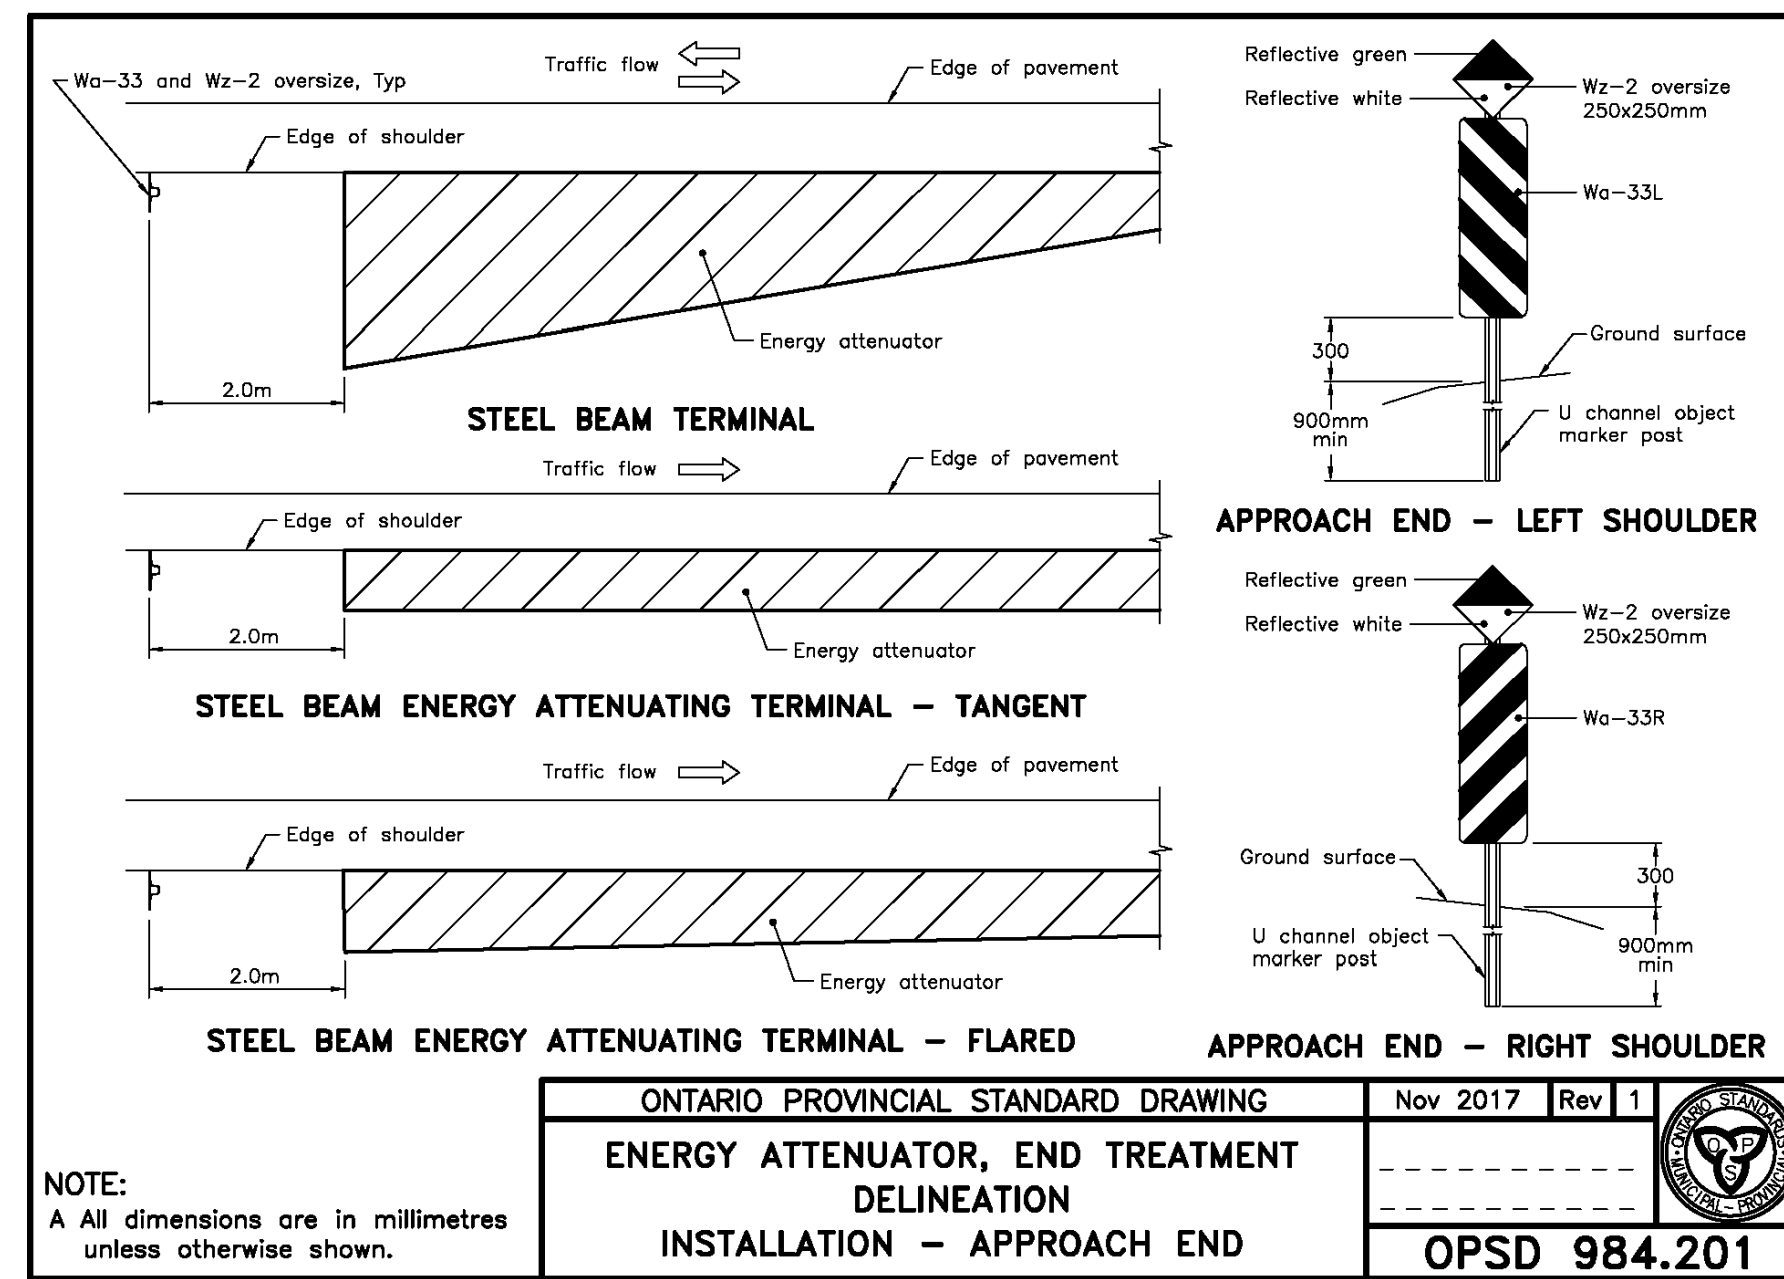 Wa-33 and Wz-2 oversize, Typ
Traffic flow
Edge of pavement
Edge of shoulder
Energy attenuator
2.0m
STEEL BEAM TERMINAL
Traffic flow
Edge of pavement
Edge of shoulder
2.0m
Energy attenuator
STEEL BEAM ENERGY ATTENUATING TERMINAL - TANGENT
Traffic flow
Edge of pavement
Edge of shoulder
2.0m
Energy attenuator
STEEL BEAM ENERGY ATTENUATING TERMINAL - FLARED
Reflective green
Reflective white
Wz-2 oversize
250x250mm
Wa-33L
300
Ground surface
900mm
min
U channel object
marker post
APPROACH END - LEFT SHOULDER
Reflective green
Reflective white
Wz-2 oversize
250x250mm
Wa-33R
Ground surface
300
U channel object
marker post
900mm
min
APPROACH END - RIGHT SHOULDER
NOTE:
A All dimensions are in millimetres
unless otherwise shown.
ONTARIO PROVINCIAL STANDARD DRAWING
Nov 2017 Rev 1
ENERGY ATTENUATOR, END TREATMENT
DELINEATION
INSTALLATION - APPROACH END
ONTARIO STANDARDS
MUNICIPAL - PROVINCIAL
O P S
OPSD 984.201